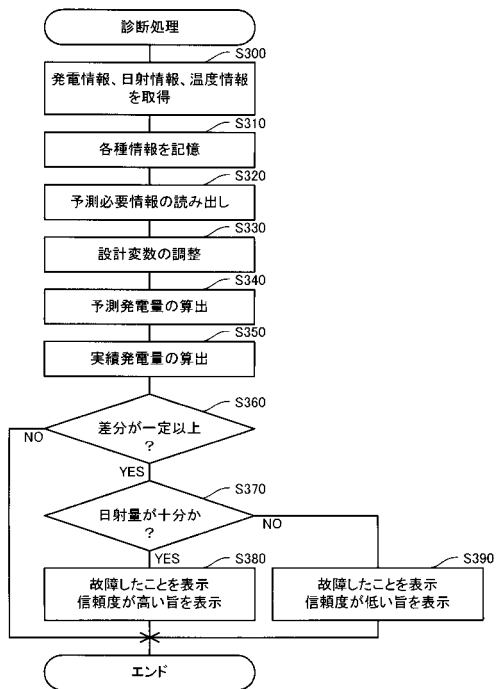 診断処理
S300
発電情報、日射情報、温度情報
を取得
S310
各種情報を記憶
S320
予測必要情報の読み出し
S330
設計変数の調整
S340
予測発電量の算出
S350
実績発電量の算出
S360
差分が一定以上
?
NO
YES
S370
日射量が十分か
?
NO
YES
S380
故障したことを表示
信頼度が高い旨を表示
S390
故障したことを表示
信頼度が低い旨を表示
エンド